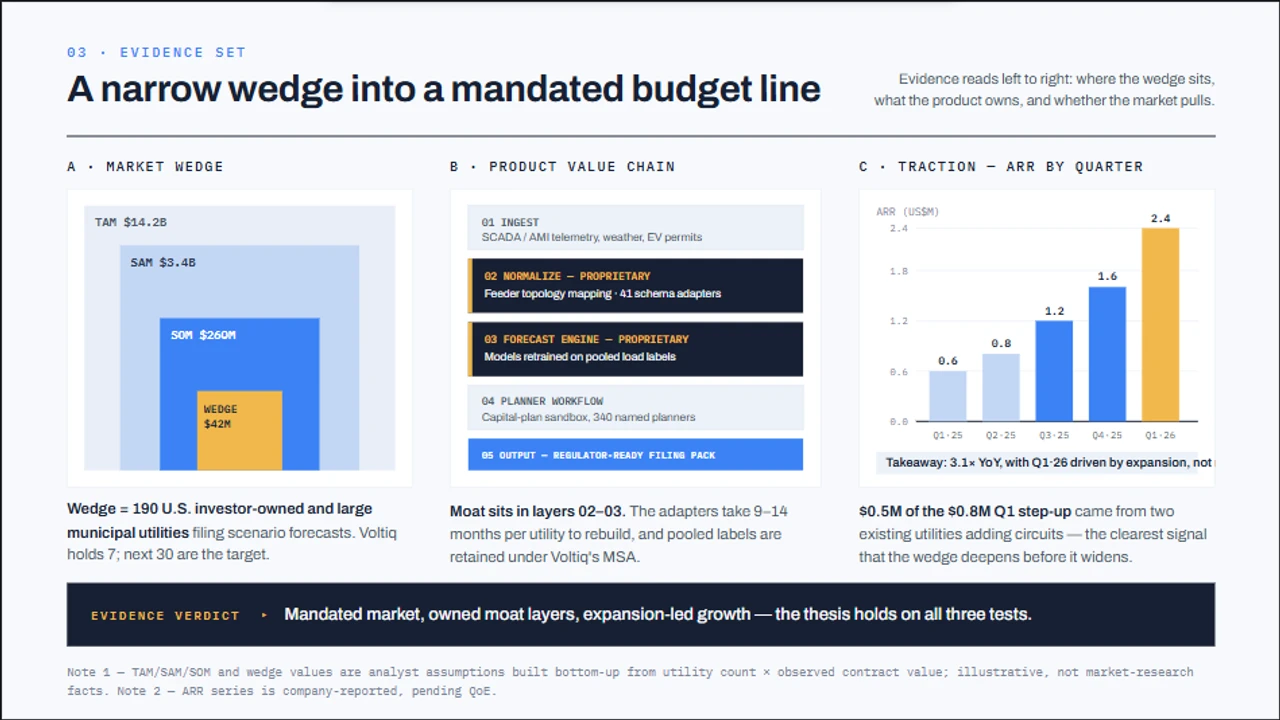 03 · EVIDENCE SET
A narrow wedge into a mandated budget line
Evidence reads left to right: where the wedge sits,
what the product owns, and whether the market pulls.
A · MARKET WEDGE
TAM $14.2B
SAM $3.4B
SOM $260M
WEDGE
$42M
Wedge = 190 U.S. investor-owned and large
municipal utilities filing scenario forecasts. Voltiq
holds 7; next 30 are the target.
B · PRODUCT VALUE CHAIN
01 INGEST
SCADA / AMI telemetry, weather, EV permits
02 NORMALIZE — PROPRIETARY
Feeder topology mapping · 41 schema adapters
03 FORECAST ENGINE — PROPRIETARY
Models retrained on pooled load labels
04 PLANNER WORKFLOW
Capital-plan sandbox, 340 named planners
05 OUTPUT — REGULATOR-READY FILING PACK
Moat sits in layers 02–03. The adapters take 9–14
months per utility to rebuild, and pooled labels are
retained under Voltiq's MSA.
C · TRACTION — ARR BY QUARTER
ARR (US$M)
2.4
1.8
1.2
0.6
0.0
0.6
0.8
1.2
1.6
2.4
Q1-25
Q2-25
Q3-25
Q4-25
Q1-26
Takeaway: 3.1× YoY, with Q1-26 driven by expansion, not
$0.5M of the $0.8M Q1 step-up came from two
existing utilities adding circuits — the clearest signal
that the wedge deepens before it widens.
EVIDENCE VERDICT ▸ Mandated market, owned moat layers, expansion-led growth — the thesis holds on all three tests.
Note 1 — TAM/SAM/SOM and wedge values are analyst assumptions built bottom-up from utility count × observed contract value; illustrative, not market-research
facts. Note 2 — ARR series is company-reported, pending QoE.